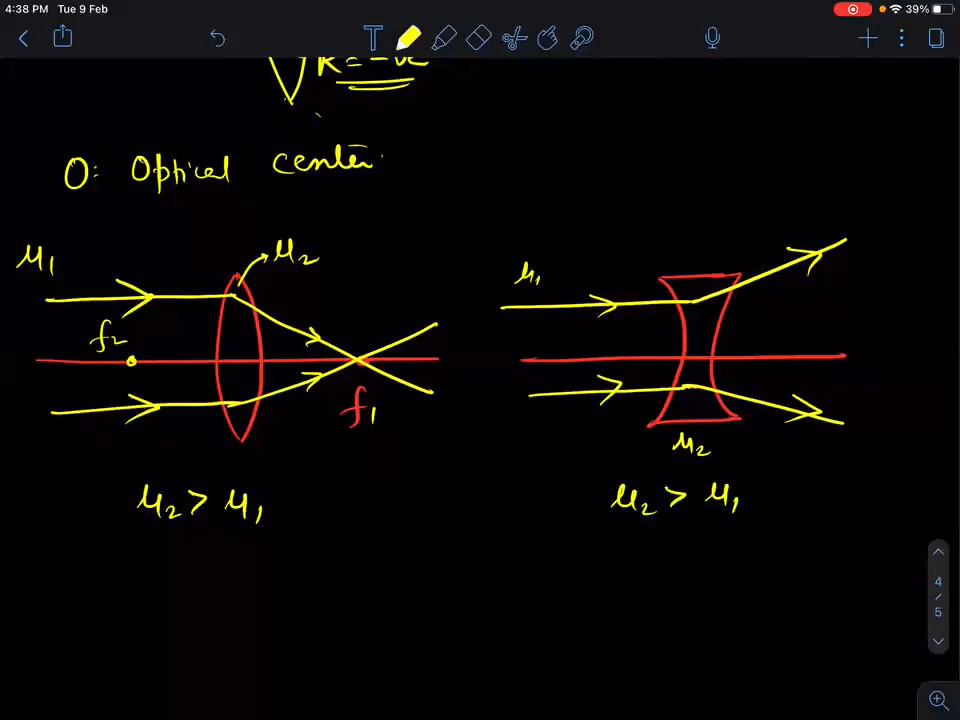 4:38 PM Tue 9 Feb
39%
R = -ve
O: Optical center
μ1
μ2
f2
f1
μ2 > μ1
μ1
μ2
μ2 > μ1
4
/
5